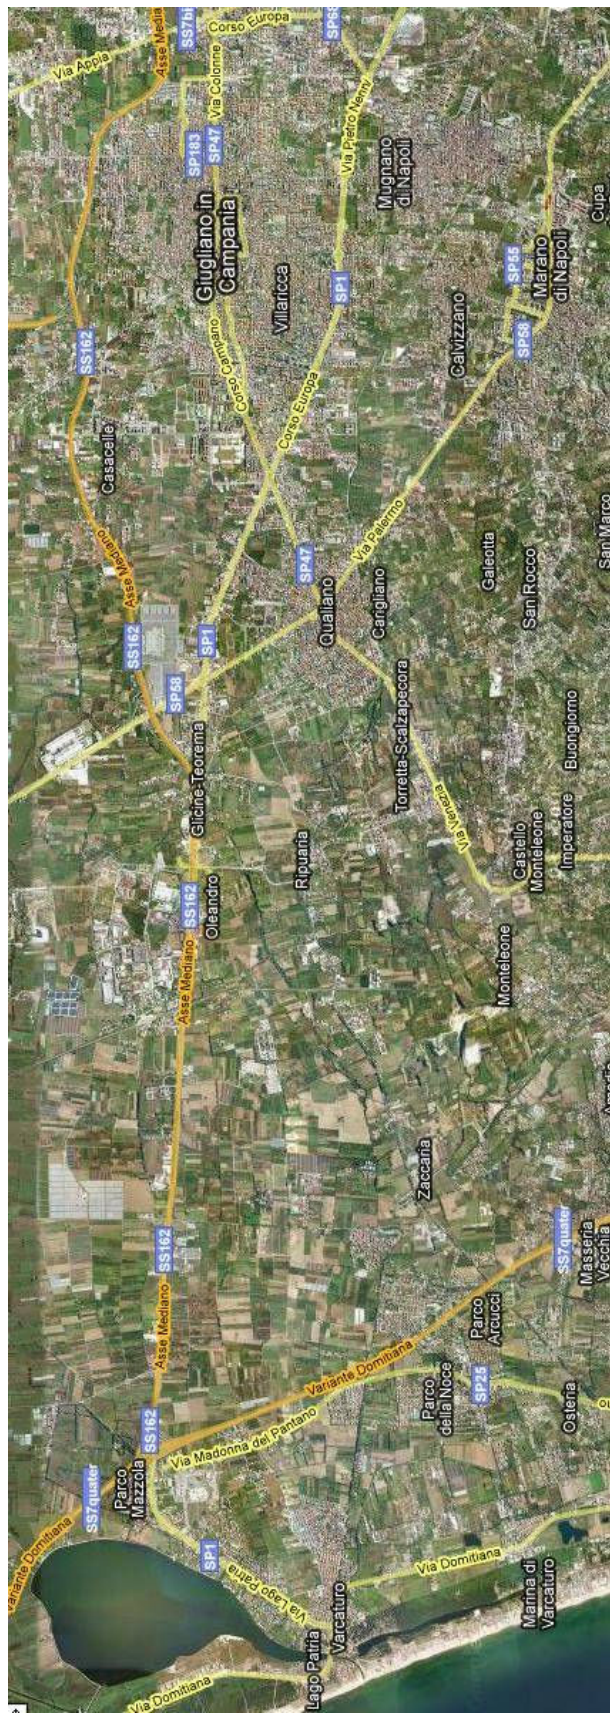 Variante Domitiana
SS7quater
Parco
Mazzola
SS162
Asse Mediano
SS162
Asse Mediano
SS162
Oleandro
Glicine-Teorema
SP58
SS162
Asse Mediano
Casacelle
SS162
Via Appia
Asse Media
SS7bi
Corso Europa
SP68
Via Colonne
SP183
SP47
Giugliano in
Campania
Corso Campano
Villaricca
SP1
Corso Europa
SP1
Via Pietro Nenni
Mugnano
di Napoli
SP47
Qualiano
Via Palermo
Carigliano
Calvizzano
SP55
SP58
Marano
di Napoli
Cupa
Via Domitiana
Lago Patria
Via Lago Patria
SP1
Varcaturo
Via Madonna del Pantano
Variante Domitiana
Ripuaria
Torretta-Scalzapecora
Via Venezia
Galeotta
San Rocco
San Marco
Via Domitiana
Marina di
Varcaturo
Parco
della Noce
SP25
Osteria
Parco
Arcucci
Zaccaria
SS7quater
Masseria
Vecchia
Monteleone
Castello
Monteleone
Imperatore
Buongiorno